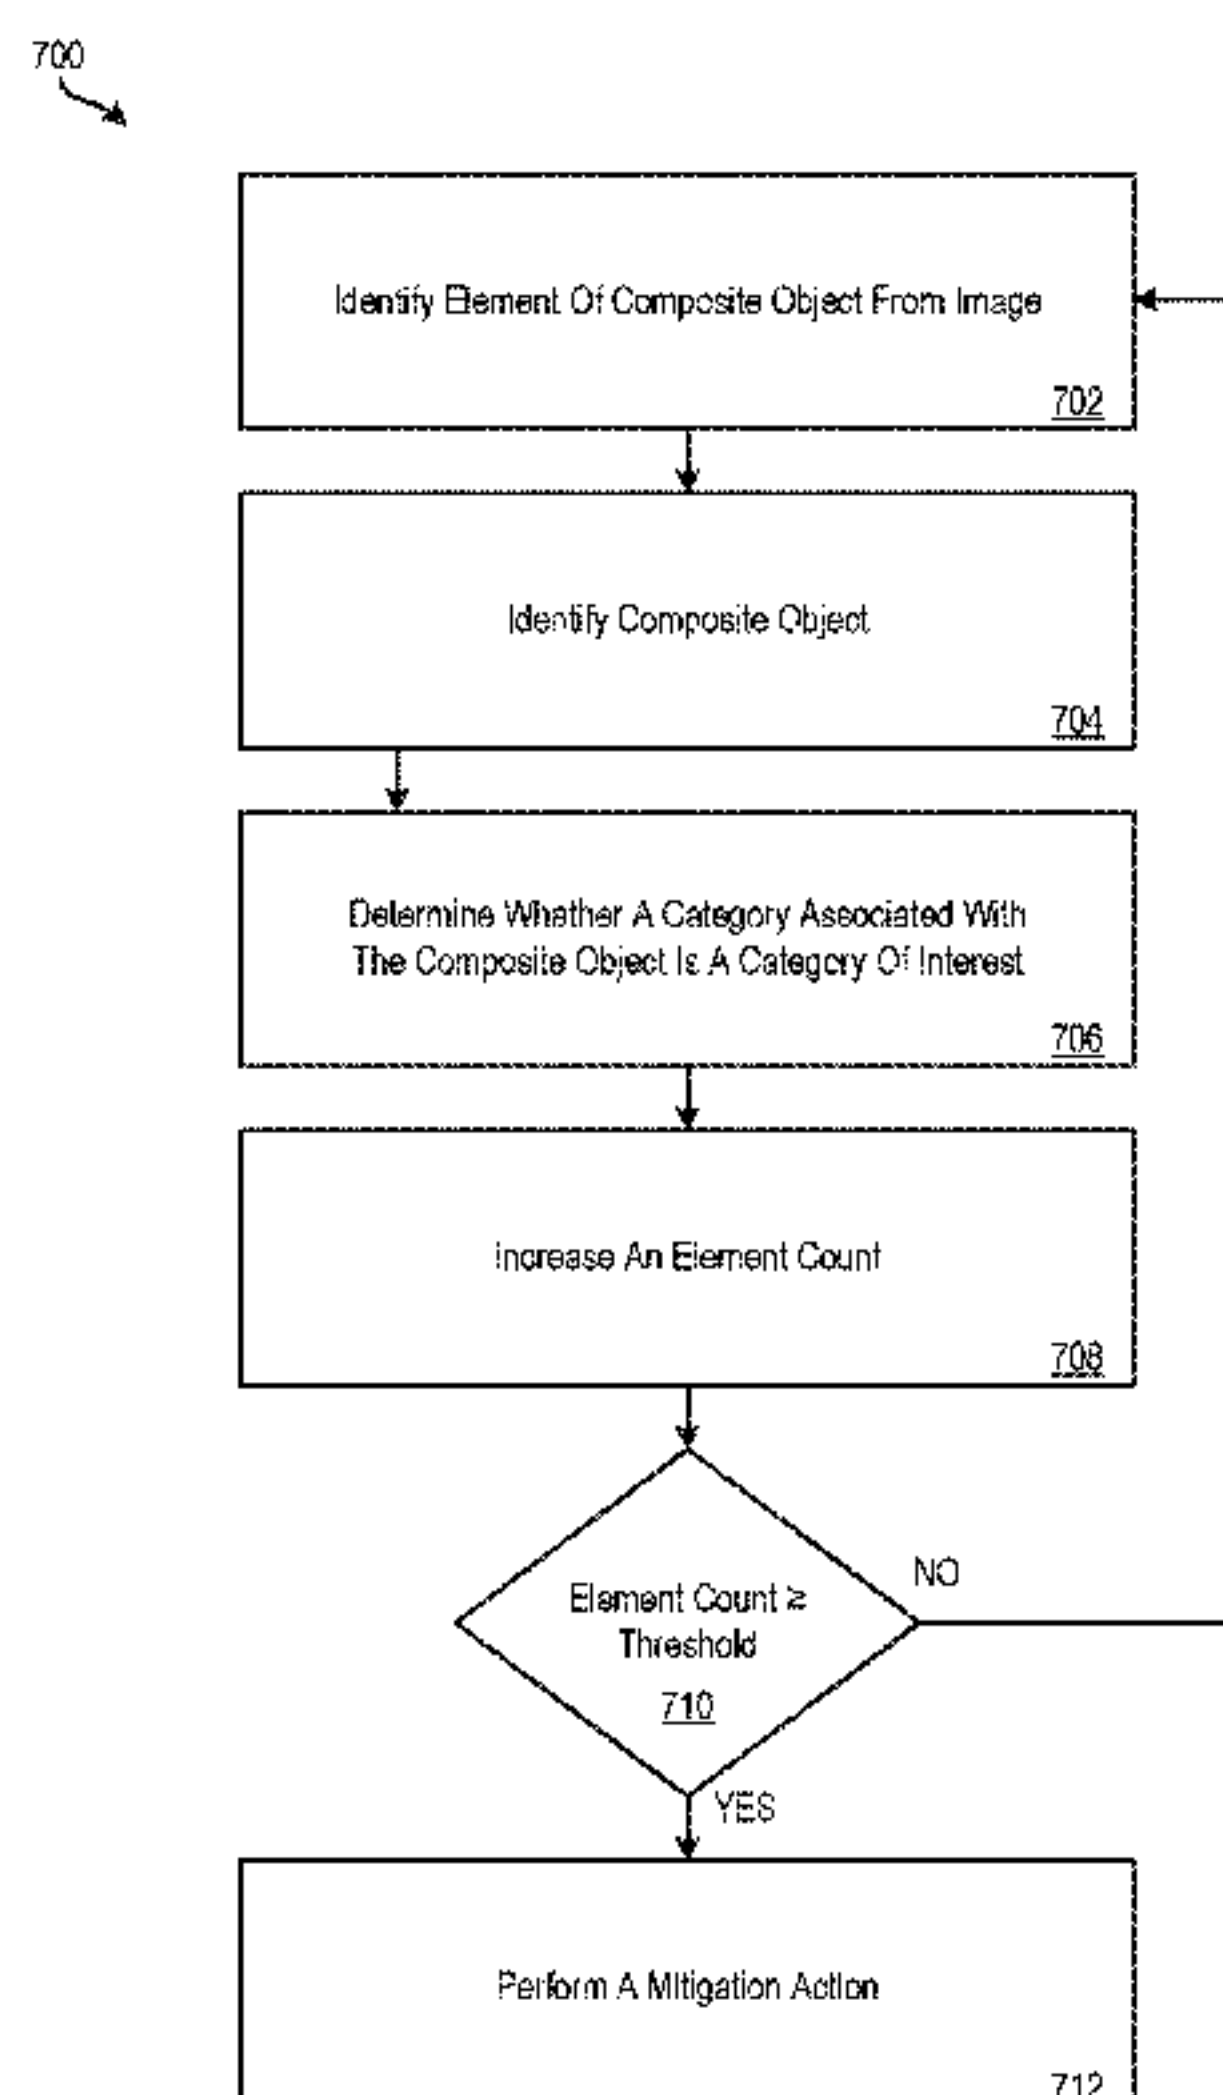 700
Identify Element Of Composite Object From Image
702
Identify Composite Object
704
Determine Whether A Category Associated With
The Composite Object Is A Category Of Interest
706
Increase An Element Count
708
Element Count ≥
Threshold
710
NO
YES
Perform A Mitigation Action
712